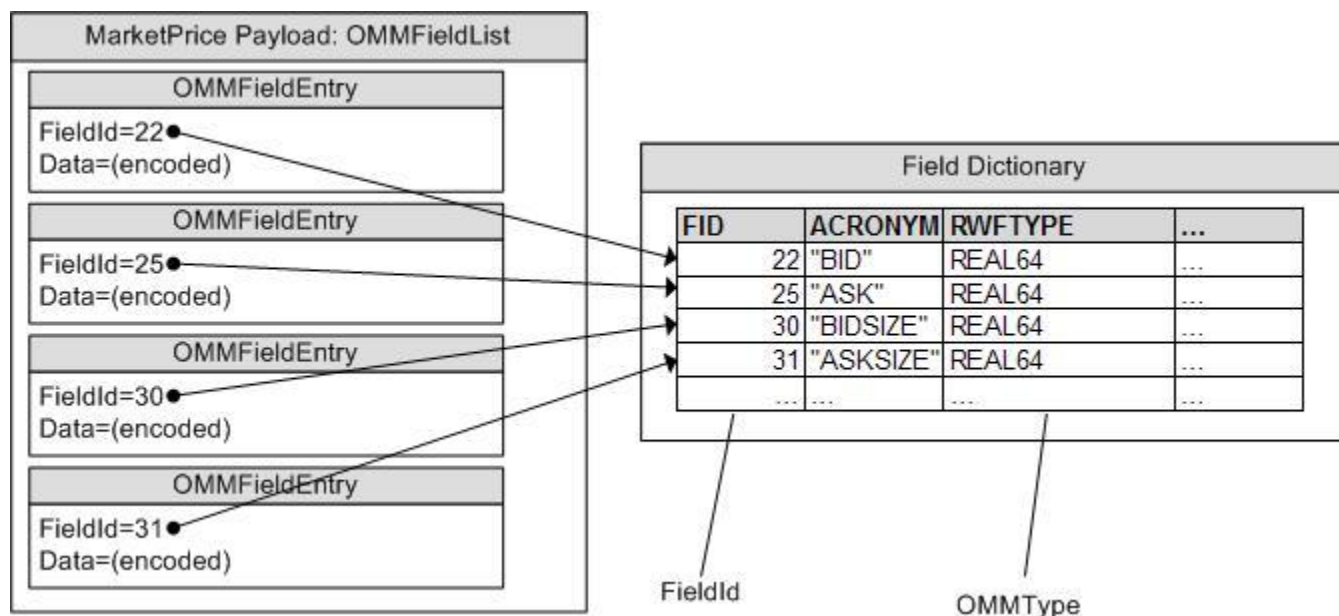 MarketPrice Payload: OMMFieldList
OMMFieldEntry
FieldId=22
Data=(encoded)
OMMFieldEntry
FieldId=25
Data=(encoded)
OMMFieldEntry
FieldId=30
Data=(encoded)
OMMFieldEntry
FieldId=31
Data=(encoded)
Field Dictionary
FID ACRONYM RWFTYPE ...
22 "BID" REAL64 ...
25 "ASK" REAL64 ...
30 "BIDSIZE" REAL64 ...
31 "ASKSIZE" REAL64 ...
... ... ... ...
FieldId
OMMType